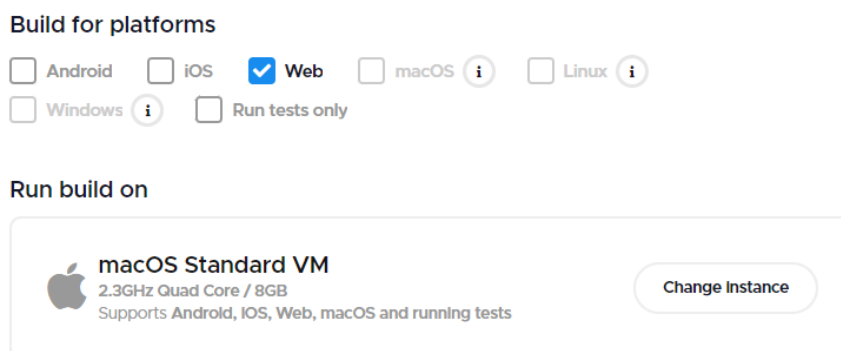 Build for platforms
Android iOS Web macOS i Linux i
Windows i Run tests only
Run build on
macOS Standard VM
2.3GHz Quad Core / 8GB
Change Instance
Supports Android, iOS, Web, macOS and running tests